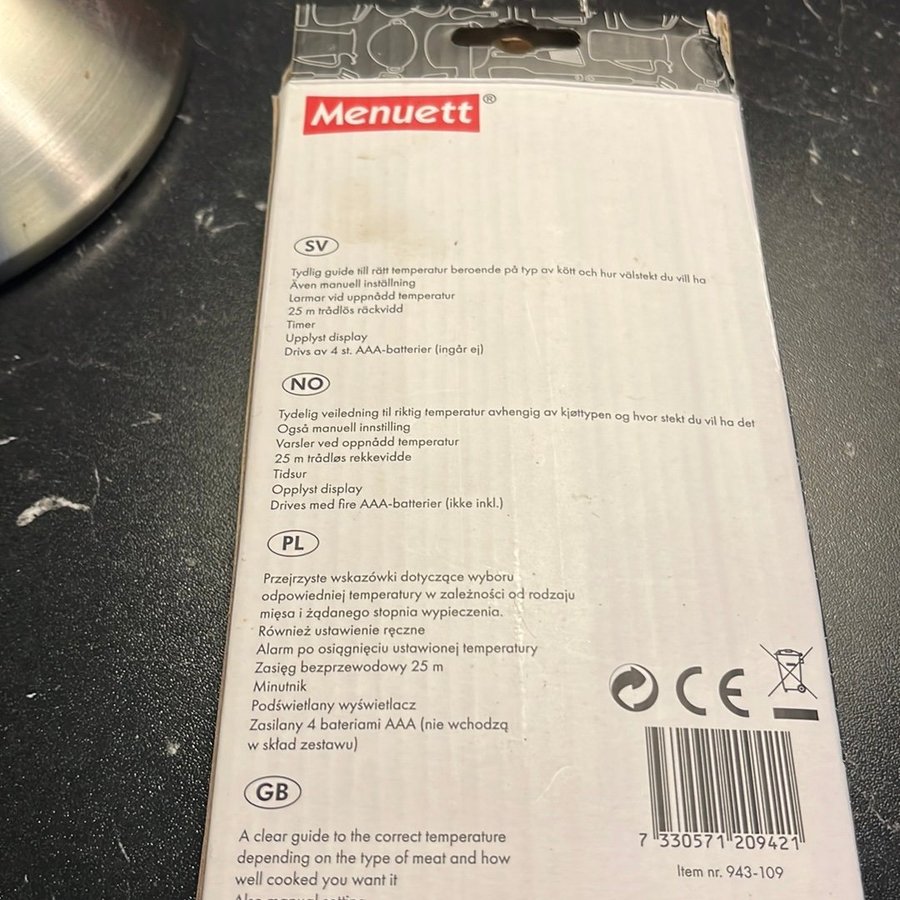 Menuett®
SV
Tydlig guide till rätt temperatur beroende på typ av kött och hur välstekt du vill ha
Även manuell inställning
Larmar vid uppnådd temperatur
25 m trådlös räckvidd
Timer
Upplyst display
Drivs av 4 st. AAA-batterier (ingår ej)
NO
Tydelig veiledning til riktig temperatur avhengig av kjøttypen og hvor stekt du vil ha det
Også manuell innstilling
Varsler ved oppnådd temperatur
25 m trådløs rekkevidde
Tidsur
Opplyst display
Drives med fire AAA-batterier (ikke inkl.)
PL
Przejrzyste wskazówki dotyczące wyboru
odpowiedniej temperatury w zależności od rodzaju
mięsa i żądanego stopnia wypieczenia.
Również ustawienie ręczne
Alarm po osiągnięciu ustawionej temperatury
Zasięg bezprzewodowy 25 m
Minutnik
Podświetlany wyświetlacz
Zasilany 4 bateriami AAA (nie wchodzą
w skład zestawu)
CE
7 330571 209421
Item nr. 943-109
GB
A clear guide to the correct temperature
depending on the type of meat and how
well cooked you want it
Also manual setting